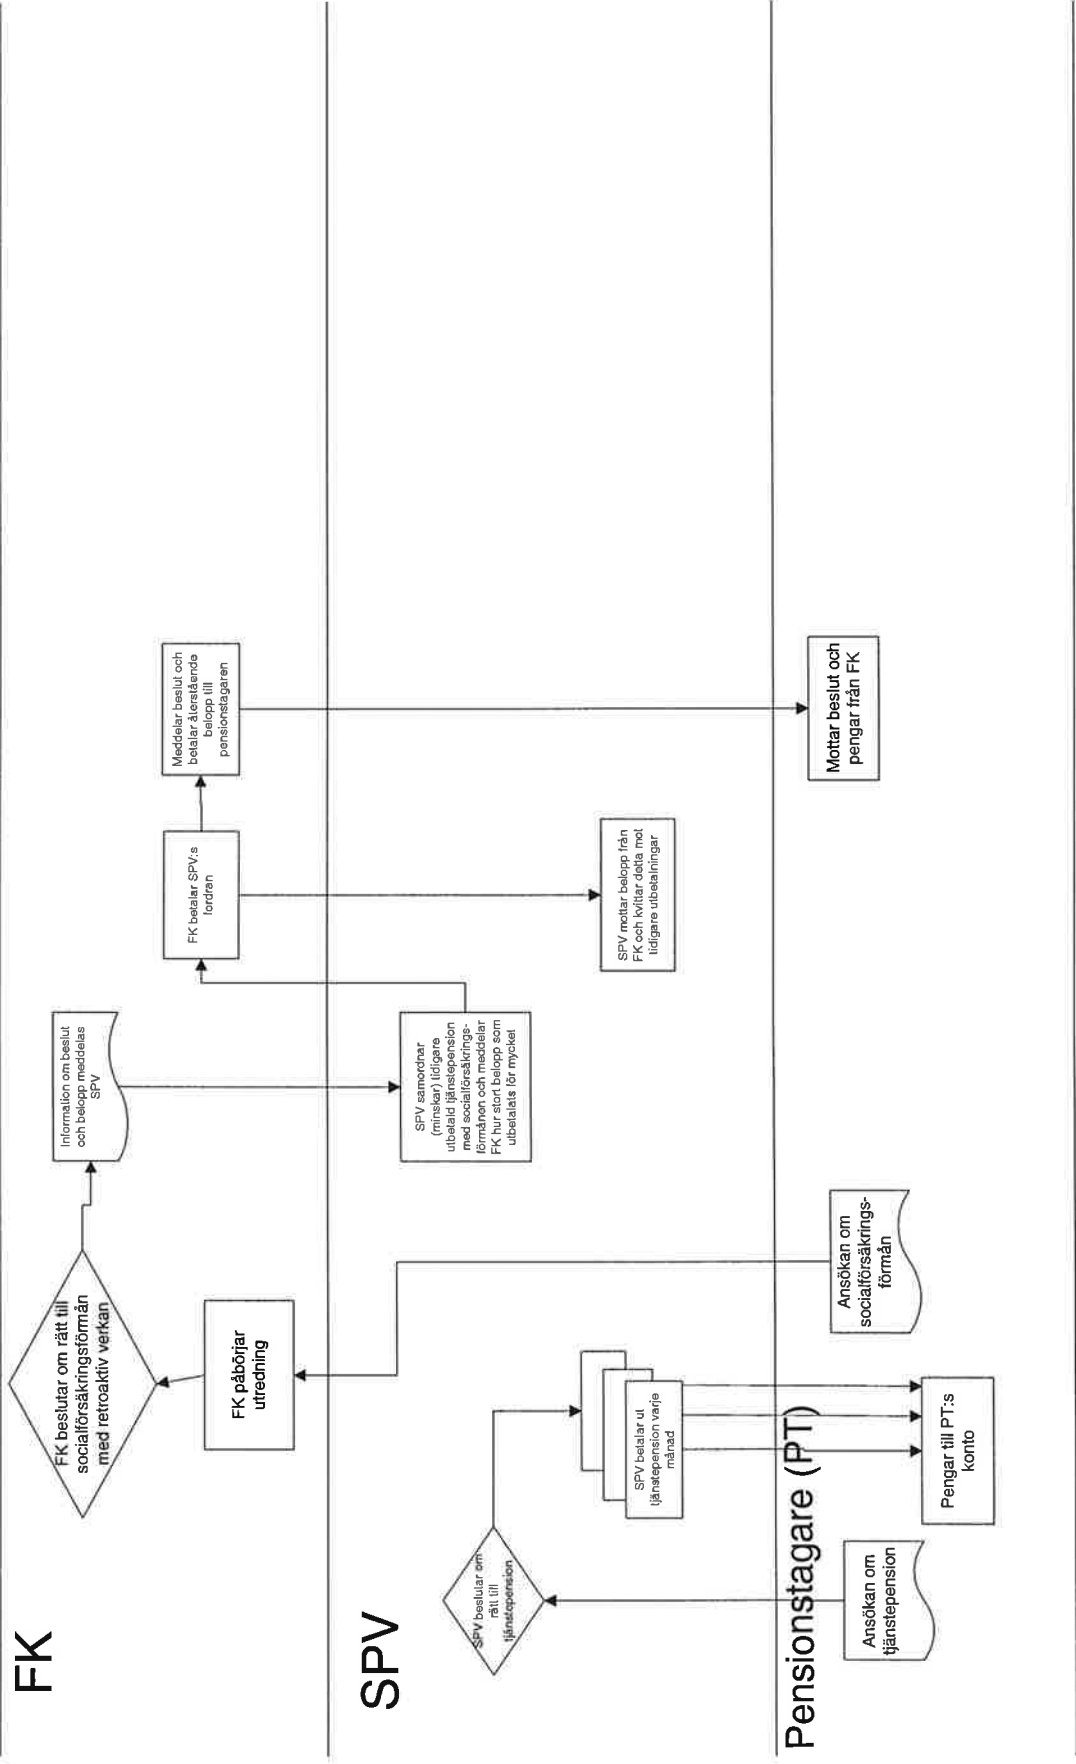 FK
FK beslutar om rätt till
socialförsäkringsförmån
med retroaktiv verkan
FK påbörjar
utredning
Information om beslut
och belopp meddelas
SPV
FK betalar SPV:s
fordran
Meddelar beslut och
betalar återstående
belopp till
pensionstagaren
SPV
SPV beslutar om
rätt till
tjänstepension
SPV betalar ut
tjänstepension varje
månad
SPV samordnar
(minskar) tidigare
utbetald tjänstepension
med socialförsäkrings-
förmånen och meddelar
FK hur stort belopp som
utbetalats för mycket
SPV mottar belopp från
FK och kvittar detta mot
tidigare utbetalningar
Pensionstagare (PT)
Ansökan om
tjänstepension
Pengar till PT:s
konto
Ansökan om
socialförsäkrings-
förmån
Mottar beslut och
pengar från FK